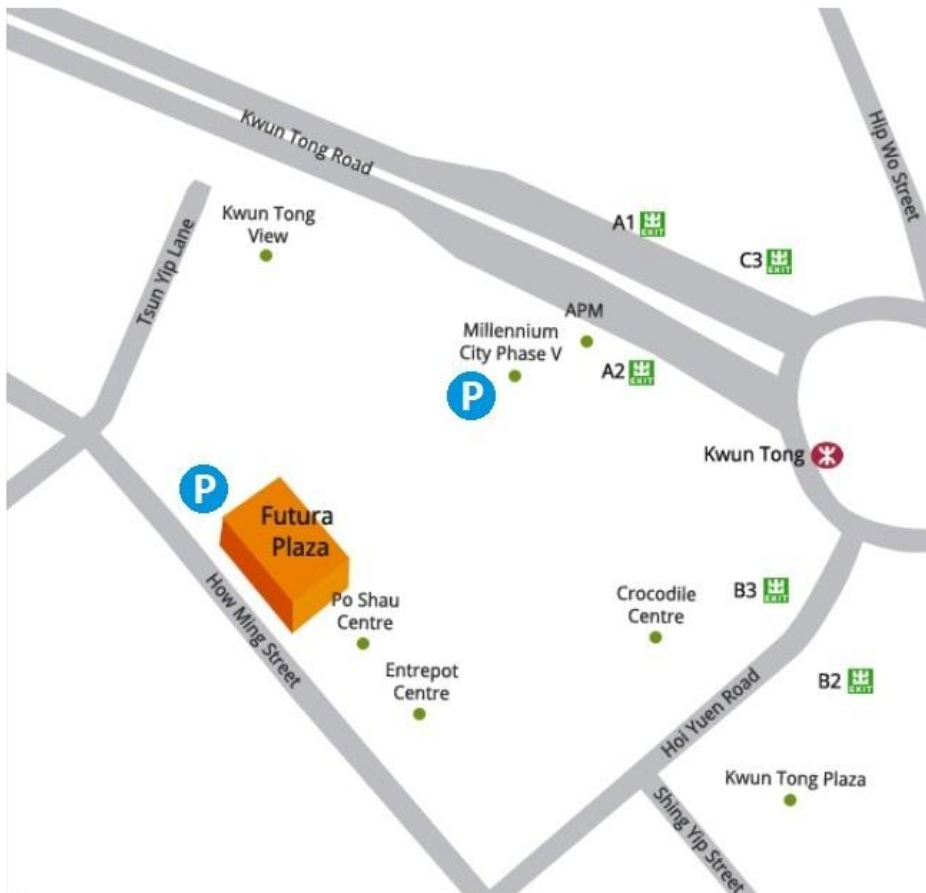 Kwun Tong Road
Hip Wo Street
Tsun Yip Lane
Kwun Tong
View
A1
EXIT
C3
EXIT
APM
Millennium
City Phase V
A2
EXIT
P
Kwun Tong
P
Futura
Plaza
How Ming Street
Po Shau
Centre
Crocodile
Centre
B3
EXIT
Entrepot
Centre
Hoi Yuen Road
B2
EXIT
Kwun Tong Plaza
Shing Yip Street